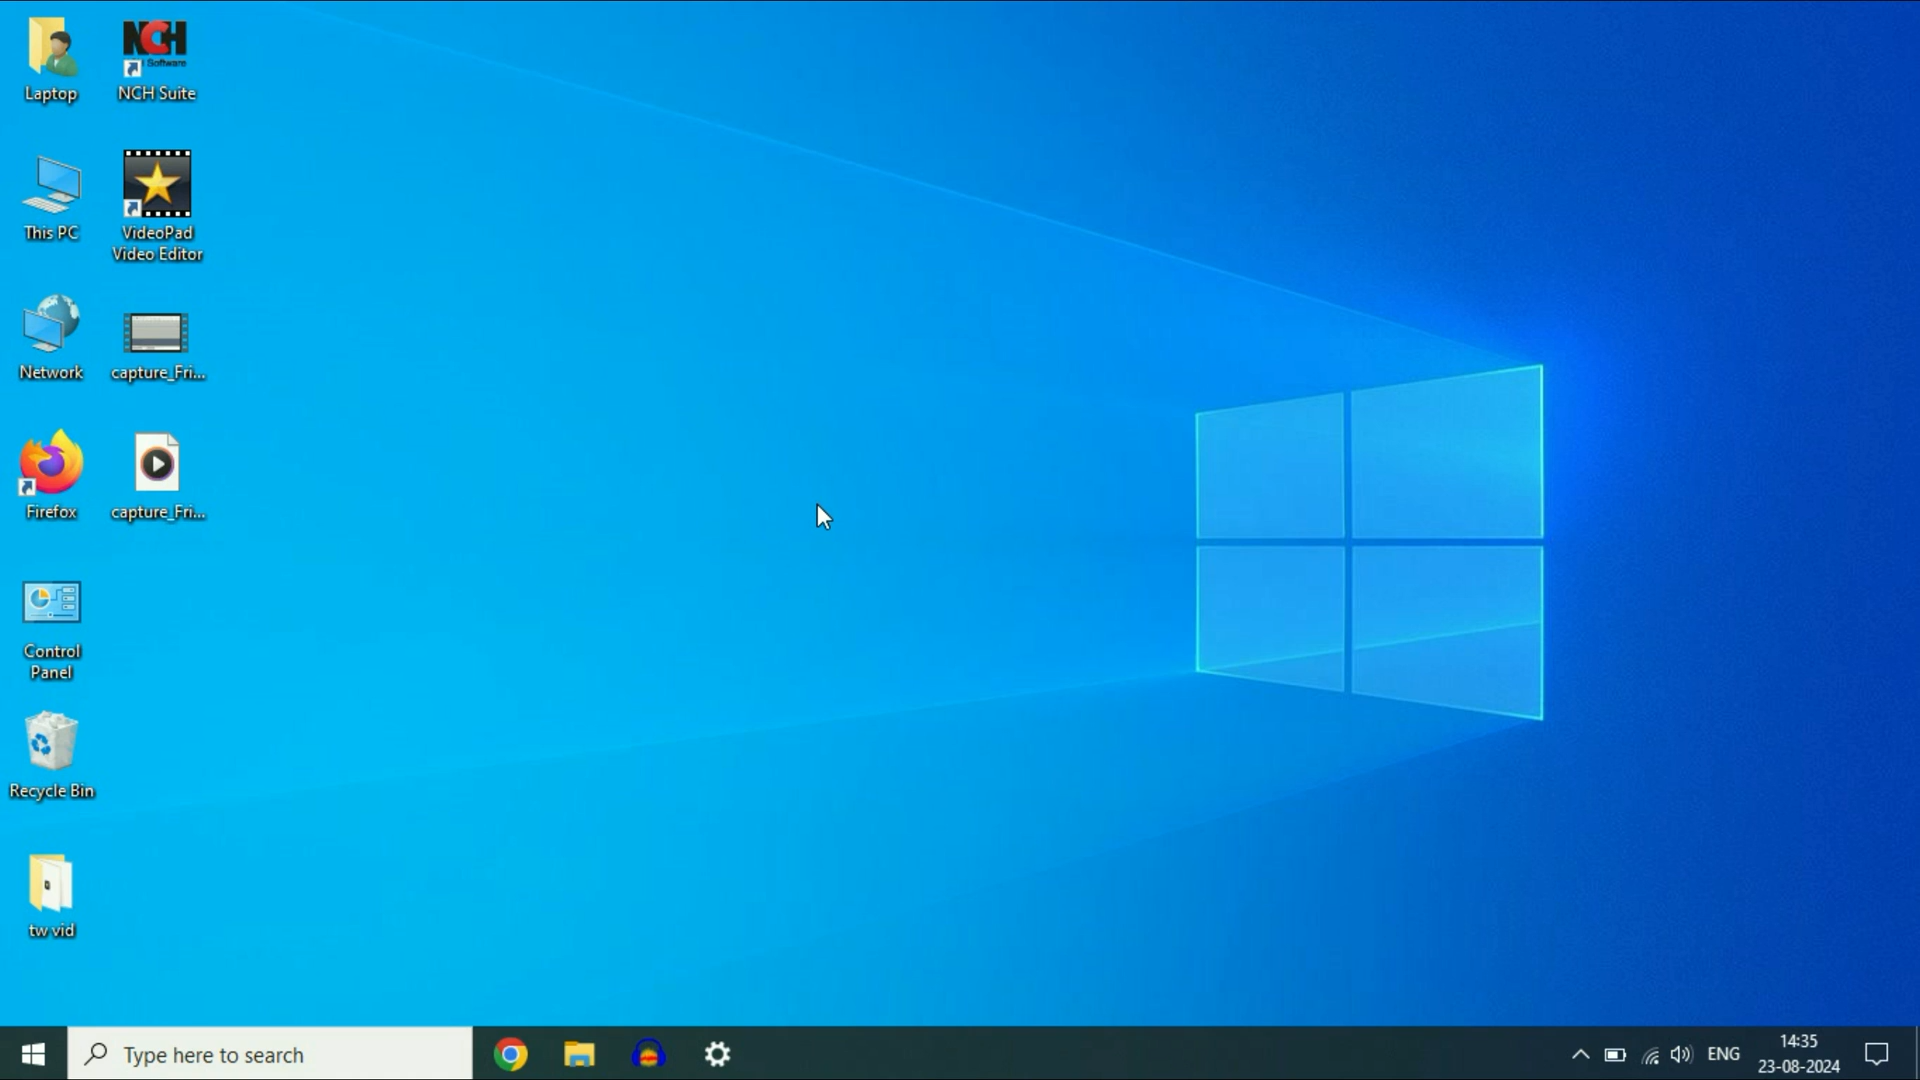 Laptop
NCH
Software
NCH Suite
This PC
VideoPad
Video Editor
Network
capture_Fri...
Firefox
capture_Fri...
Control
Panel
Recycle Bin
tw vid
Type here to search
ENG
14:35
23-08-2024